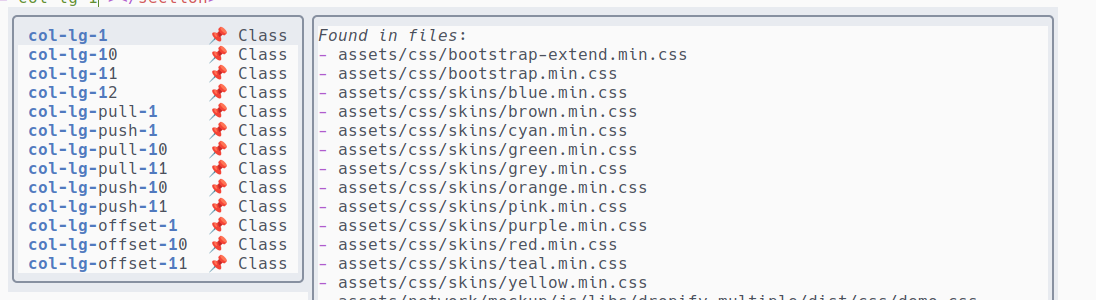 col-lg-1
col-lg-1 📌 Class
col-lg-10 📌 Class
col-lg-11 📌 Class
col-lg-12 📌 Class
col-lg-pull-1 📌 Class
col-lg-push-1 📌 Class
col-lg-pull-10 📌 Class
col-lg-pull-11 📌 Class
col-lg-push-10 📌 Class
col-lg-push-11 📌 Class
col-lg-offset-1 📌 Class
col-lg-offset-10 📌 Class
col-lg-offset-11 📌 Class
Found in files:
- assets/css/bootstrap-extend.min.css
- assets/css/bootstrap.min.css
- assets/css/skins/blue.min.css
- assets/css/skins/brown.min.css
- assets/css/skins/cyan.min.css
- assets/css/skins/green.min.css
- assets/css/skins/grey.min.css
- assets/css/skins/orange.min.css
- assets/css/skins/pink.min.css
- assets/css/skins/purple.min.css
- assets/css/skins/red.min.css
- assets/css/skins/teal.min.css
- assets/css/skins/yellow.min.css